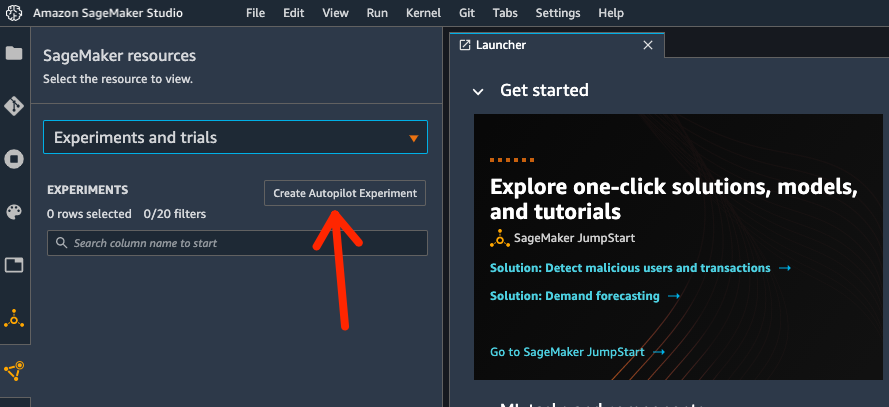 Amazon SageMaker Studio File Edit View Run Kernel Git Tabs Settings Help
SageMaker resources
Select the resource to view.
Experiments and trials
EXPERIMENTS
Create Autopilot Experiment
0 rows selected 0/20 filters
Search column name to start
Launcher
Get started
Explore one-click solutions, models,
and tutorials
SageMaker JumpStart
Solution: Detect malicious users and transactions →
Solution: Demand forecasting →
Go to SageMaker JumpStart →